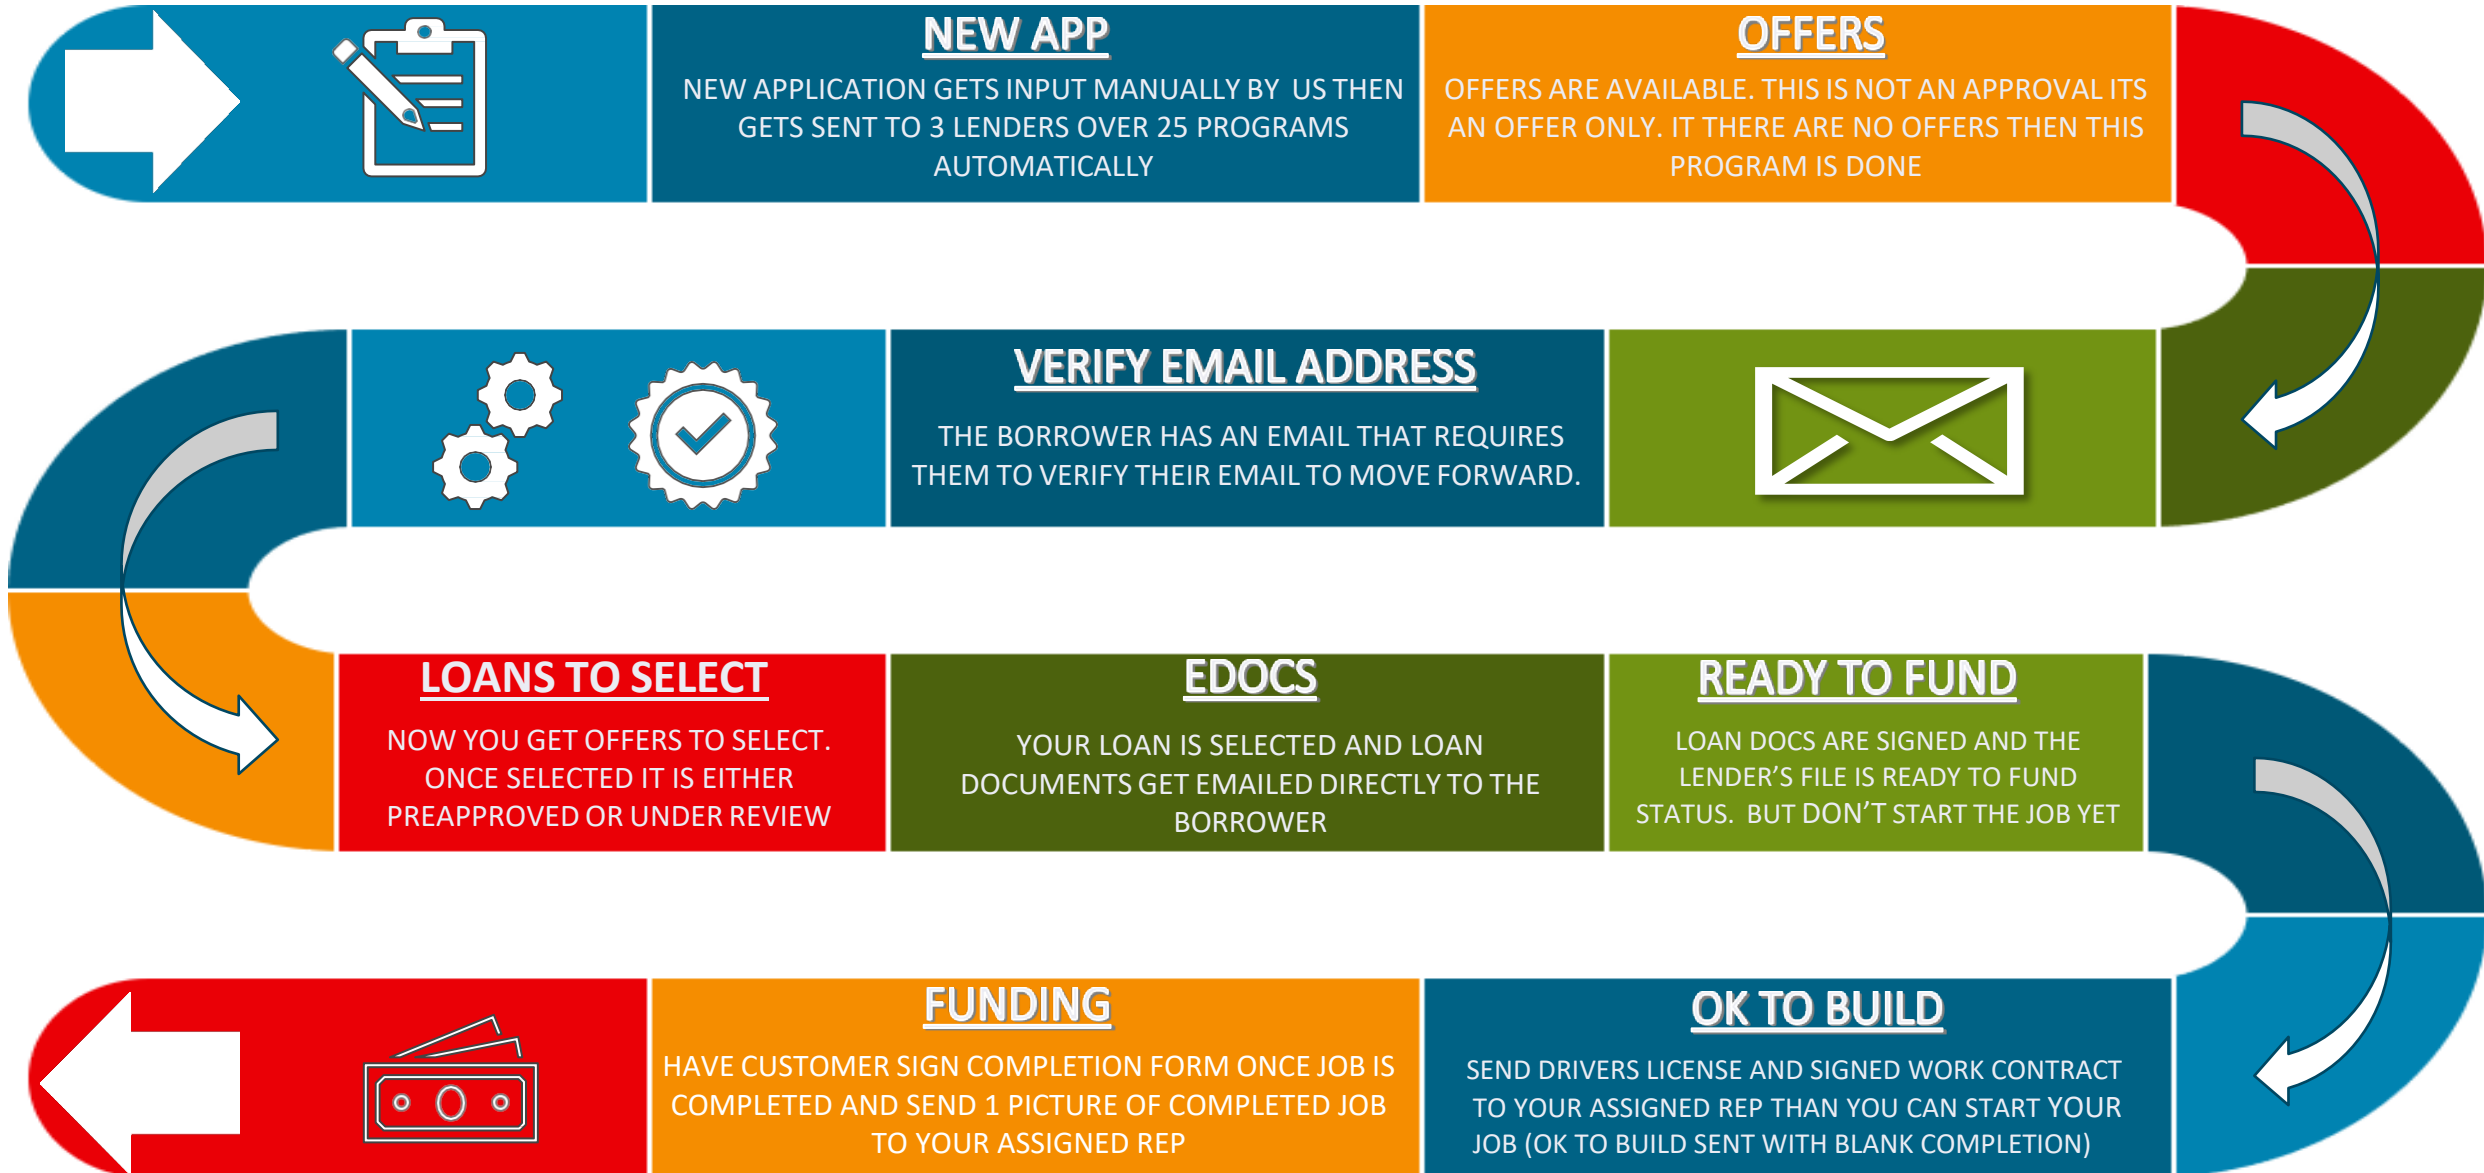 NEW APP
NEW APPLICATION GETS INPUT MANUALLY BY US THEN
GETS SENT TO 3 LENDERS OVER 25 PROGRAMS
AUTOMATICALLY
OFFERS
OFFERS ARE AVAILABLE. THIS IS NOT AN APPROVAL ITS
AN OFFER ONLY. IT THERE ARE NO OFFERS THEN THIS
PROGRAM IS DONE
VERIFY EMAIL ADDRESS
THE BORROWER HAS AN EMAIL THAT REQUIRES
THEM TO VERIFY THEIR EMAIL TO MOVE FORWARD.
LOANS TO SELECT
NOW YOU GET OFFERS TO SELECT.
ONCE SELECTED IT IS EITHER
PREAPPROVED OR UNDER REVIEW
EDOCS
YOUR LOAN IS SELECTED AND LOAN
DOCUMENTS GET EMAILED DIRECTLY TO THE
BORROWER
READY TO FUND
LOAN DOCS ARE SIGNED AND THE
LENDER’S FILE IS READY TO FUND
STATUS. BUT DON’T START THE JOB YET
OK TO BUILD
SEND DRIVERS LICENSE AND SIGNED WORK CONTRACT
TO YOUR ASSIGNED REP THAN YOU CAN START YOUR
JOB (OK TO BUILD SENT WITH BLANK COMPLETION)
FUNDING
HAVE CUSTOMER SIGN COMPLETION FORM ONCE JOB IS
COMPLETED AND SEND 1 PICTURE OF COMPLETED JOB
TO YOUR ASSIGNED REP